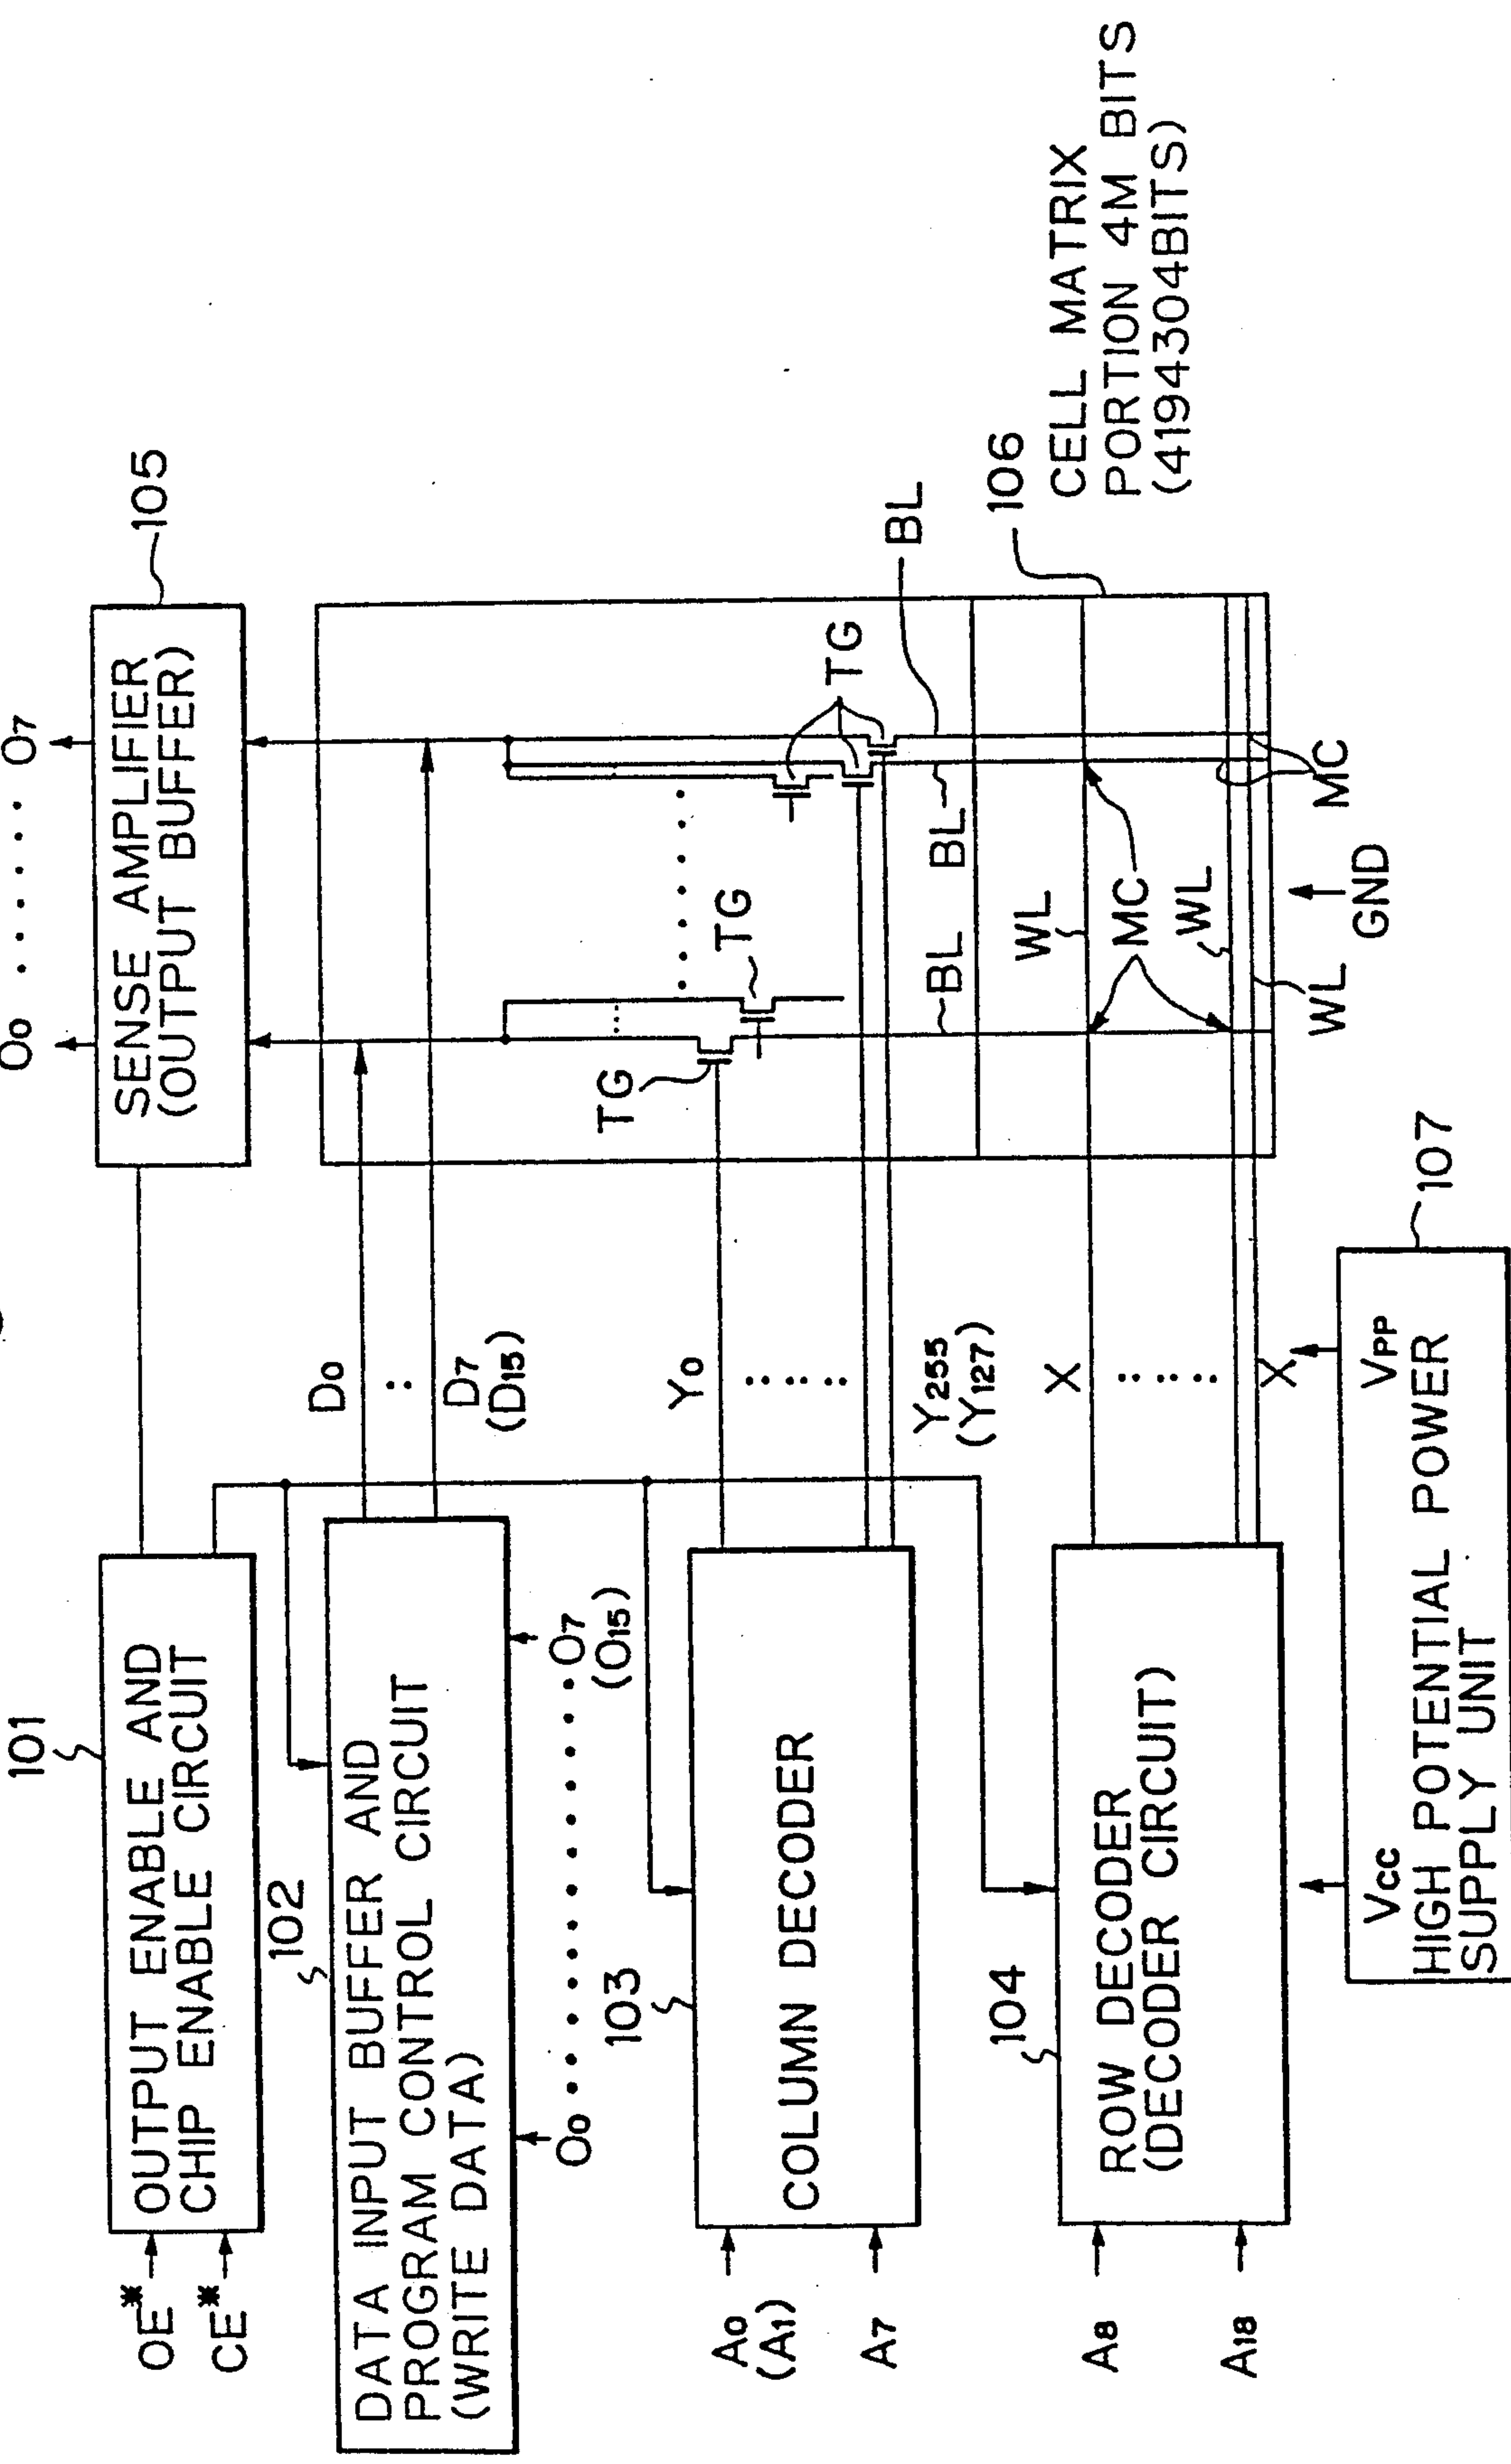 101
OUTPUT ENABLE AND
CHIP ENABLE CIRCUIT
OE*
CE*
O0 ...... O7
SENSE AMPLIFIER
(OUTPUT BUFFER)
105
102
DATA INPUT BUFFER AND
PROGRAM CONTROL CIRCUIT
(WRITE DATA)
O0 ............ O7
(O15)
D0
D7
(D15)
103
COLUMN DECODER
A0
(A1)
A7
Y0
Y255
(Y127)
TG
TG
TG
BL
BL
BL
104
ROW DECODER
(DECODER CIRCUIT)
A8
A18
X
X
WL
MC
WL
WL
MC
GND
106
CELL MATRIX
PORTION 4M BITS
(4194304BITS)
VCC
VPP
HIGH POTENTIAL POWER
SUPPLY UNIT
107